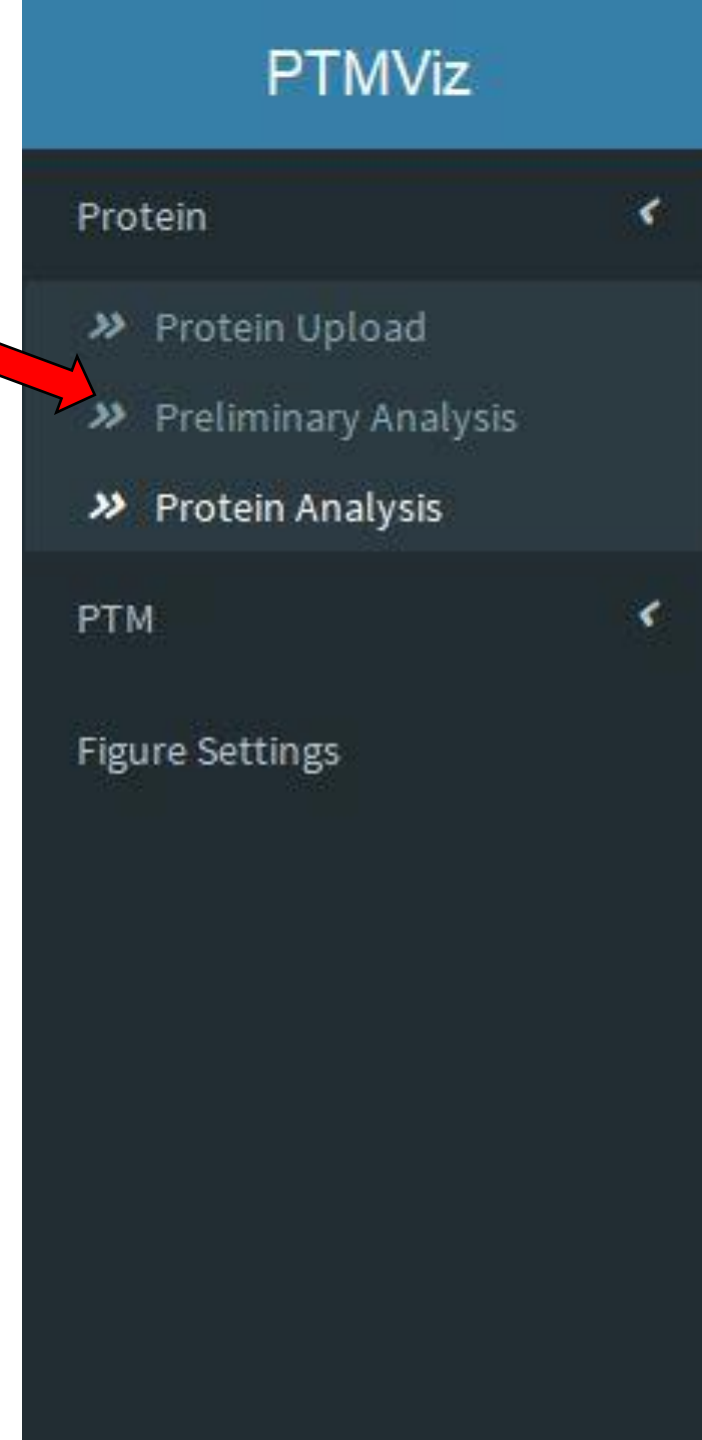 PTMViz
Protein
Protein Upload
Preliminary Analysis
Protein Analysis
PTM
Figure Settings